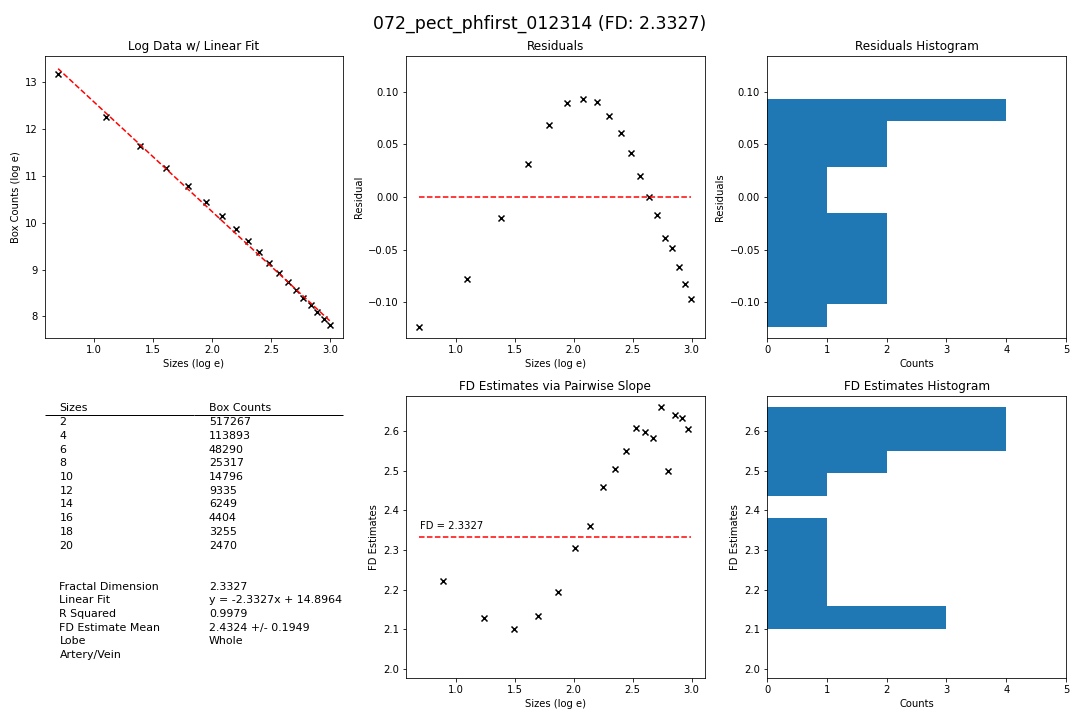 072_pect_phfirst_012314 (FD: 2.3327)
Log Data w/ Linear Fit
Box Counts (log e)
13
12
11
10
9
8
1.0 1.5 2.0 2.5 3.0
Sizes (log e)
Residuals
Residual
0.10
0.05
0.00
−0.05
−0.10
1.0 1.5 2.0 2.5 3.0
Sizes (log e)
Residuals Histogram
Residuals
0.10
0.05
0.00
−0.05
−0.10
0 1 2 3 4 5
Counts
Sizes Box Counts
2 517267
4 113893
6 48290
8 25317
10 14796
12 9335
14 6249
16 4404
18 3255
20 2470
Fractal Dimension 2.3327
Linear Fit y = -2.3327x + 14.8964
R Squared 0.9979
FD Estimate Mean 2.4324 +/- 0.1949
Lobe Whole
Artery/Vein
FD Estimates via Pairwise Slope
FD Estimates
2.6
2.5
2.4
2.3
2.2
2.1
2.0
FD = 2.3327
1.0 1.5 2.0 2.5 3.0
Sizes (log e)
FD Estimates Histogram
FD Estimates
2.6
2.5
2.4
2.3
2.2
2.1
2.0
0 1 2 3 4 5
Counts